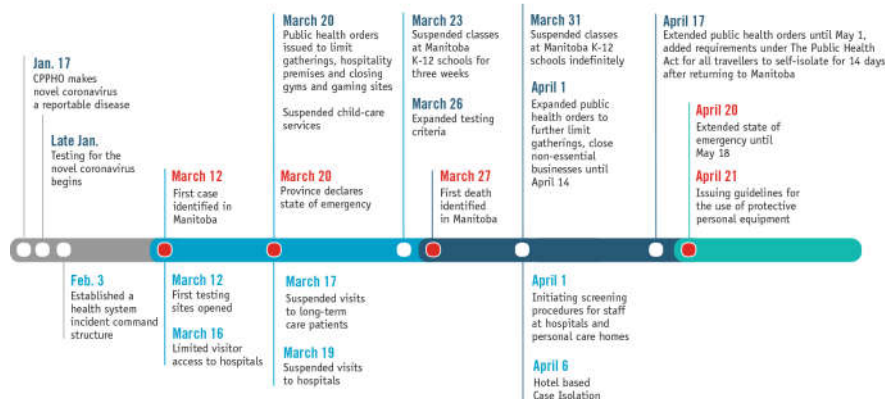 Jan. 17
CPPHO makes
novel coronavirus
a reportable disease
Late Jan.
Testing for the
novel coronavirus
begins
March 12
First case
identified in
Manitoba
March 20
Public health orders
issued to limit
gatherings, hospitality
premises and closing
gyms and gaming sites
Suspended child-care
services
March 20
Province declares
state of emergency
March 23
Suspended classes
at Manitoba
K-12 schools for
three weeks
March 26
Expanded testing
criteria
March 27
First death
identified
in Manitoba
March 31
Suspended classes
at Manitoba K-12
schools indefinitely
April 1
Expanded public
health orders to
further limit
gatherings, close
non-essential
businesses until
April 14
April 17
Extended public health orders until May 1,
added requirements under The Public Health
Act for all travellers to self-isolate for 14 days
after returning to Manitoba
April 20
Extended state of
emergency until
May 18
April 21
Issuing guidelines for
the use of protective
personal equipment
Feb. 3
Established a
health system
incident command
structure
March 12
First testing
sites opened
March 16
Limited visitor
access to hospitals
March 17
Suspended visits
to long-term
care patients
March 19
Suspended visits
to hospitals
April 1
Initiating screening
procedures for staff
at hospitals and
personal care homes
April 6
Hotel based
Case Isolation